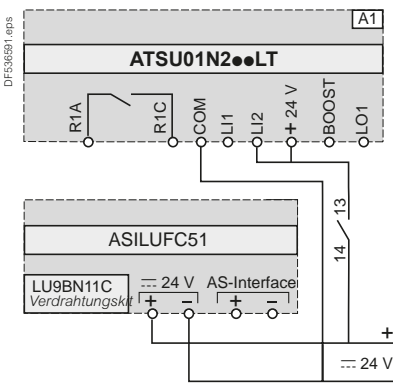 DF536591.eps
A1
ATSU01N2●●LT
R1A
R1C
COM
LI1
LI2
+ 24 V
BOOST
LO1
13
14
ASILUFC51
LU9BN11C
Verdrahtungskit
⎓ 24 V
AS-Interface
+ − + −
+
⎓ 24 V